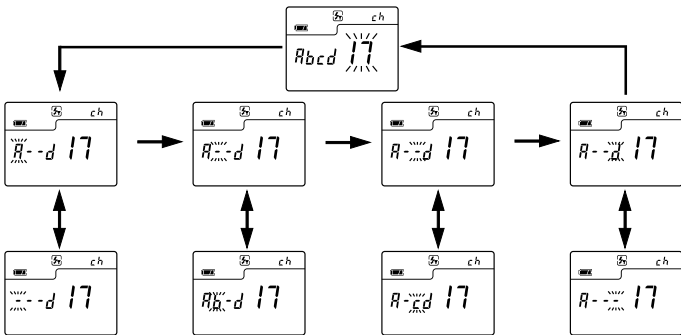 ch
Abcd 17
ch
A--d 17
ch
A--d 17
ch
A--d 17
ch
A--d 17
ch
---d 17
ch
Ab-d 17
ch
A-cd 17
ch
A--- 17